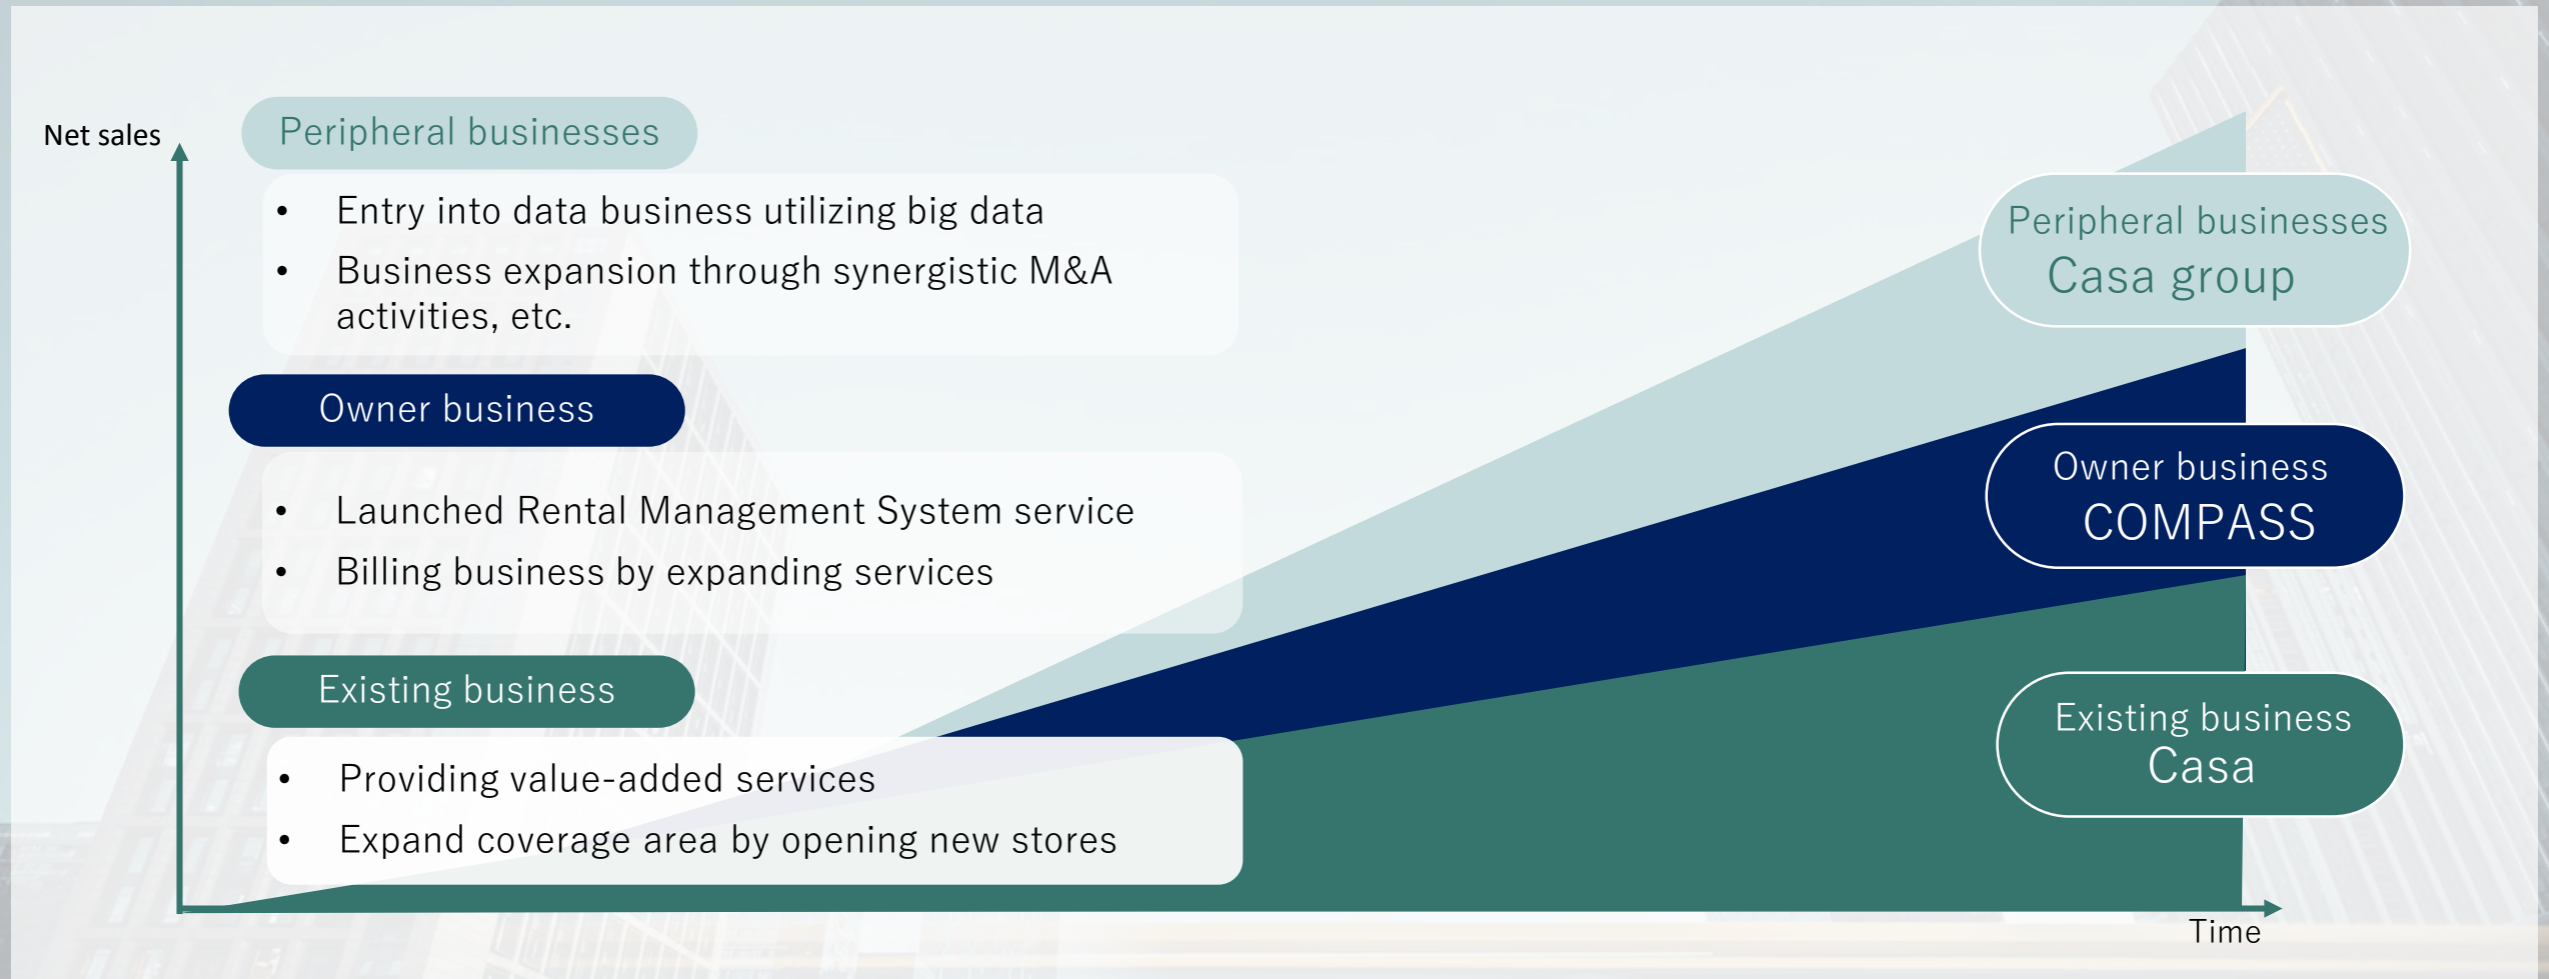 Net sales
Peripheral businesses
• Entry into data business utilizing big data
• Business expansion through synergistic M&A
activities, etc.
Owner business
• Launched Rental Management System service
• Billing business by expanding services
Existing business
• Providing value-added services
• Expand coverage area by opening new stores
Peripheral businesses
Casa group
Owner business
COMPASS
Existing business
Casa
Time